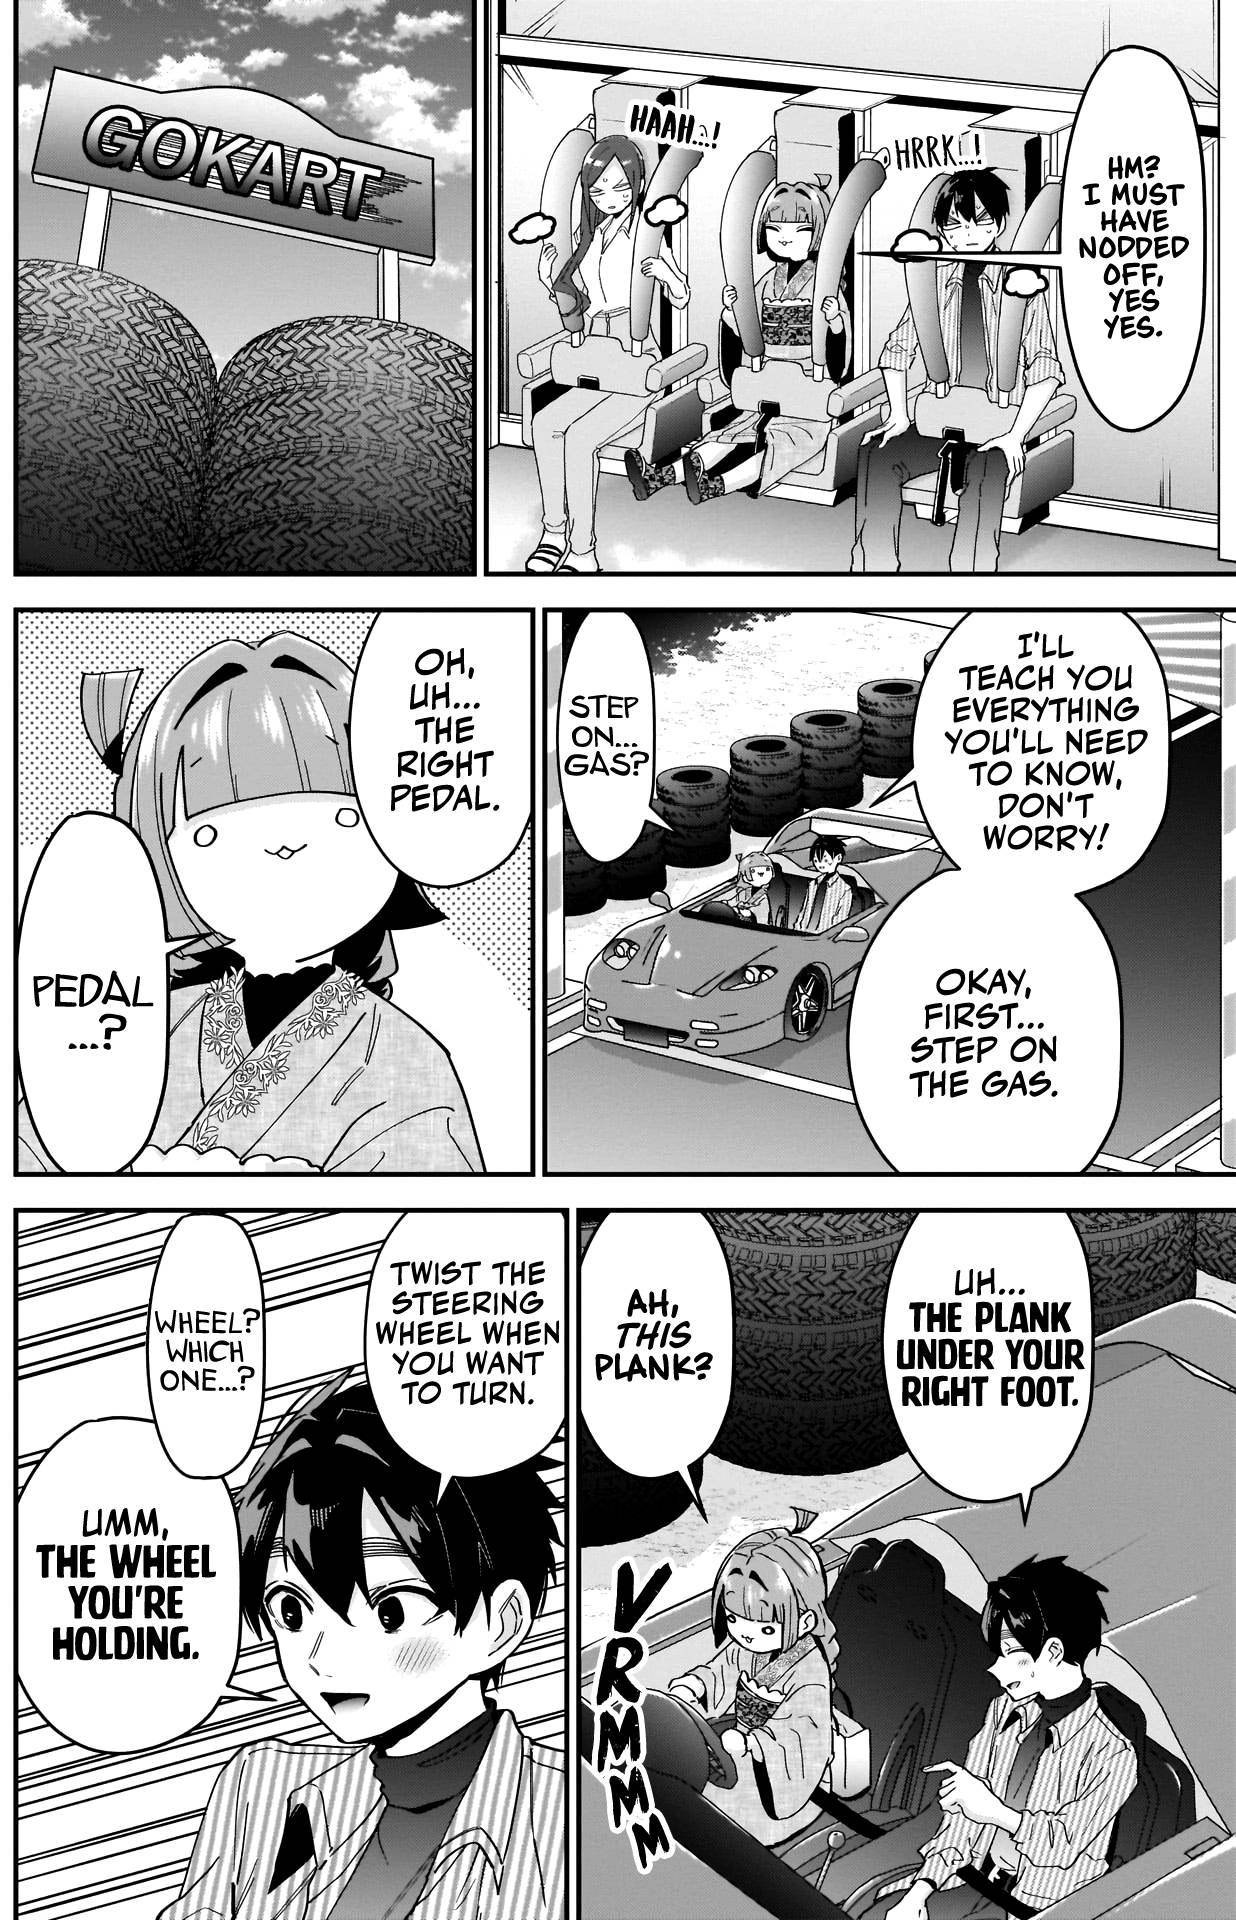 HM?
I MUST
HAVE
NODDED
OFF,
YES
YES.
HRRK...!
HAAH...!
GOKART
I'LL
TEACH YOU
EVERYTHING
YOU'LL NEED
TO KNOW,
DON'T
WORRY!
OKAY,
FIRST...
STEP ON
THE GAS.
STEP
ON...
GAS?
OH,
UH...
THE
RIGHT
PEDAL.
PEDAL
...?
UH...
THE PLANK
UNDER YOUR
RIGHT FOOT.
AH,
THIS
PLANK?
VRMMMM
TWIST THE
STEERING
WHEEL WHEN
YOU WANT
TO TURN.
WHEEL?
WHICH
ONE...?
UMM,
THE WHEEL
YOU'RE
HOLDING.